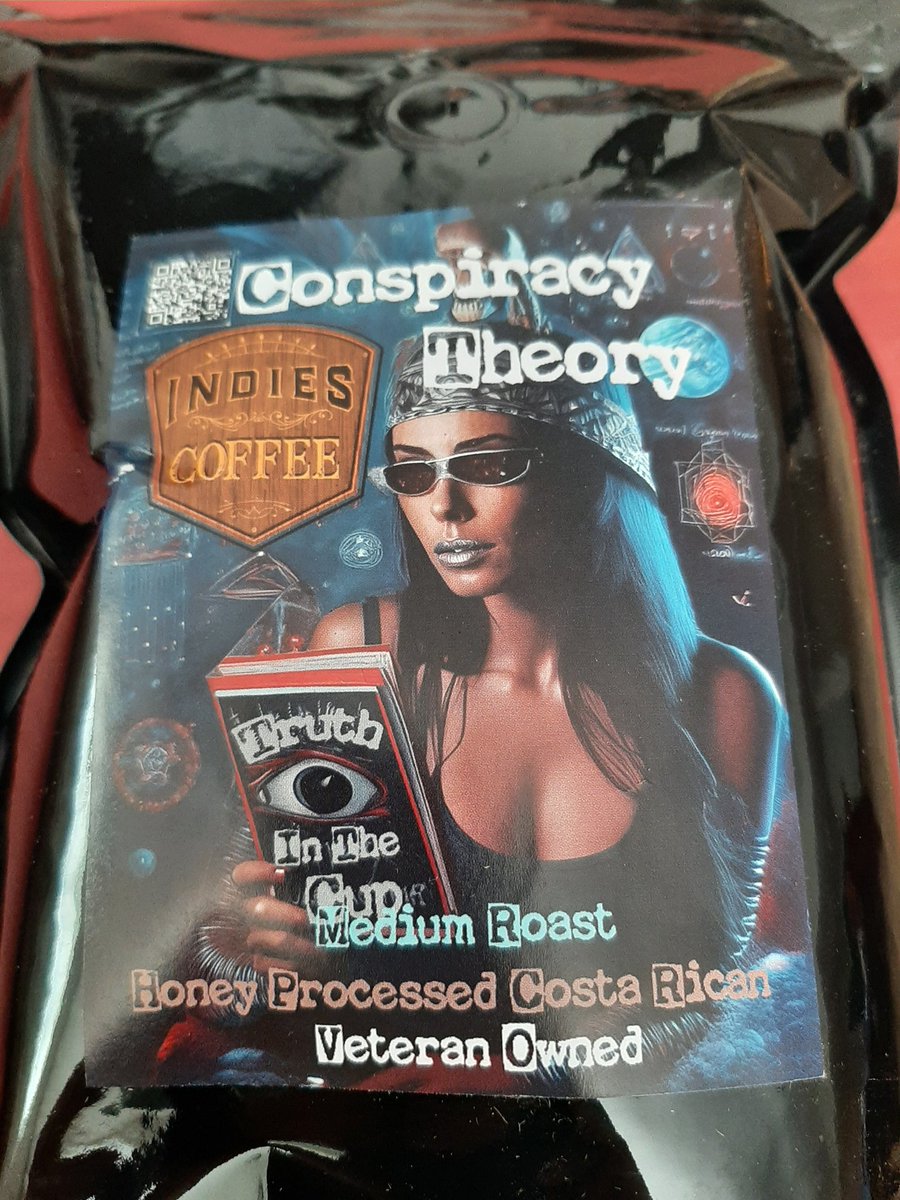 Conspiracy
Theory
INDIES
COFFEE
Truth
In The
Cup
Medium Roast
Honey Processed Costa Rican
Veteran Owned